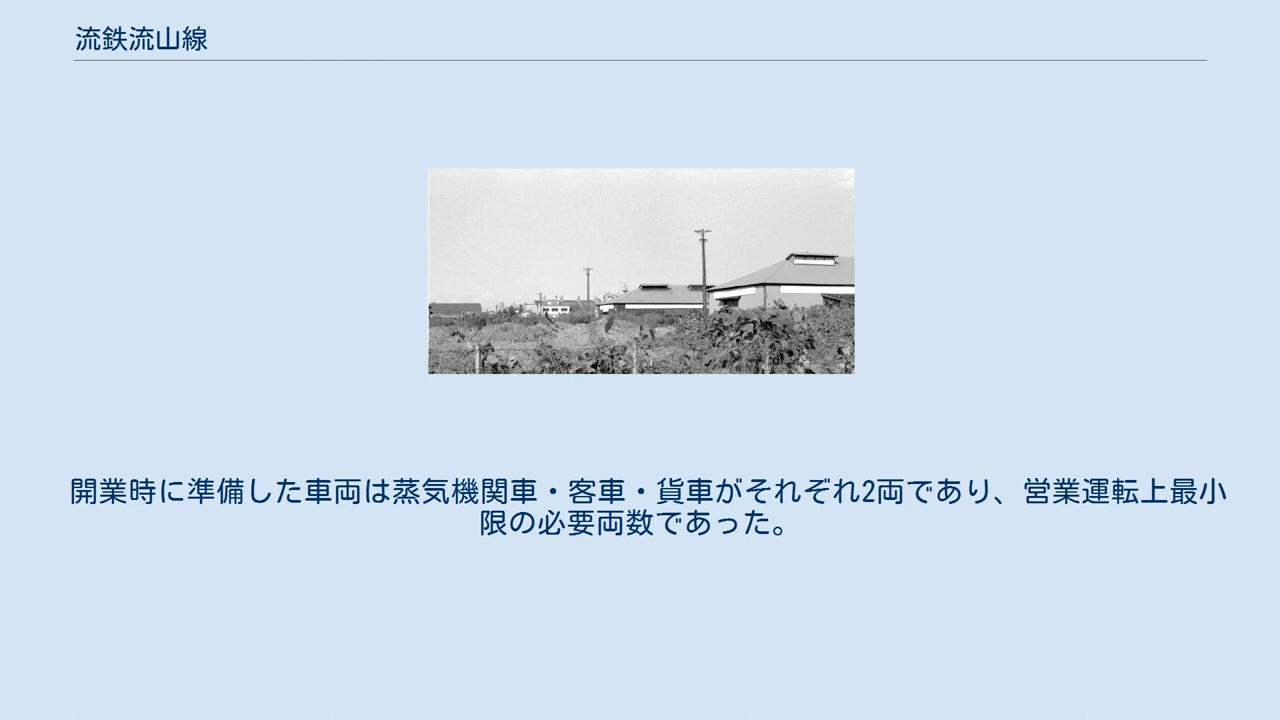 流鉄流山線
開業時に準備した車両は蒸気機関車・客車・貨車がそれぞれ2両であり、営業運転上最小
限の必要両数であった。